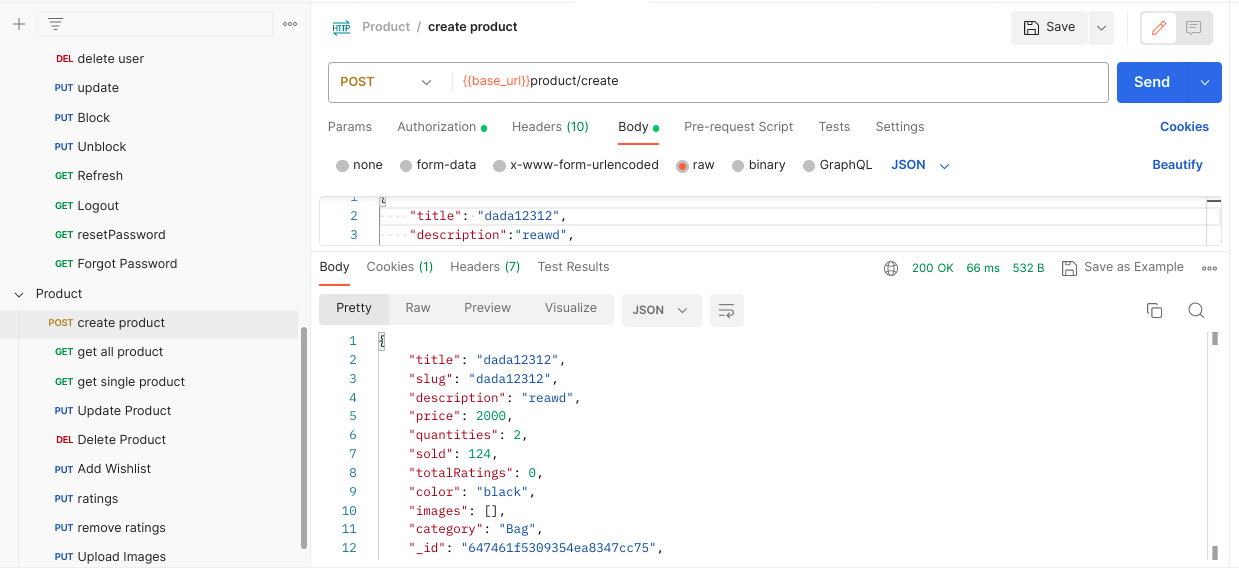 HTTP Product / create product Save
DEL delete user
PUT update
PUT Block
PUT Unblock
GET Refresh
GET Logout
GET resetPassword
GET Forgot Password
Product
POST create product
GET get all product
GET get single product
PUT Update Product
DEL Delete Product
PUT Add Wishlist
PUT ratings
PUT remove ratings
PUT Upload Images
POST {{base_url}}product/create Send
Params Authorization Headers (10) Body Pre-request Script Tests Settings Cookies
none form-data x-www-form-urlencoded raw binary GraphQL JSON Beautify
1 {
2 "title": "dada12312",
3 "description":"reawd",
Body Cookies (1) Headers (7) Test Results 200 OK 66 ms 532 B Save as Example
Pretty Raw Preview Visualize JSON
1 {
2 "title": "dada12312",
3 "slug": "dada12312",
4 "description": "reawd",
5 "price": 2000,
6 "quantities": 2,
7 "sold": 124,
8 "totalRatings": 0,
9 "color": "black",
10 "images": [],
11 "category": "Bag",
12 "_id": "647461f5309354ea8347cc75",